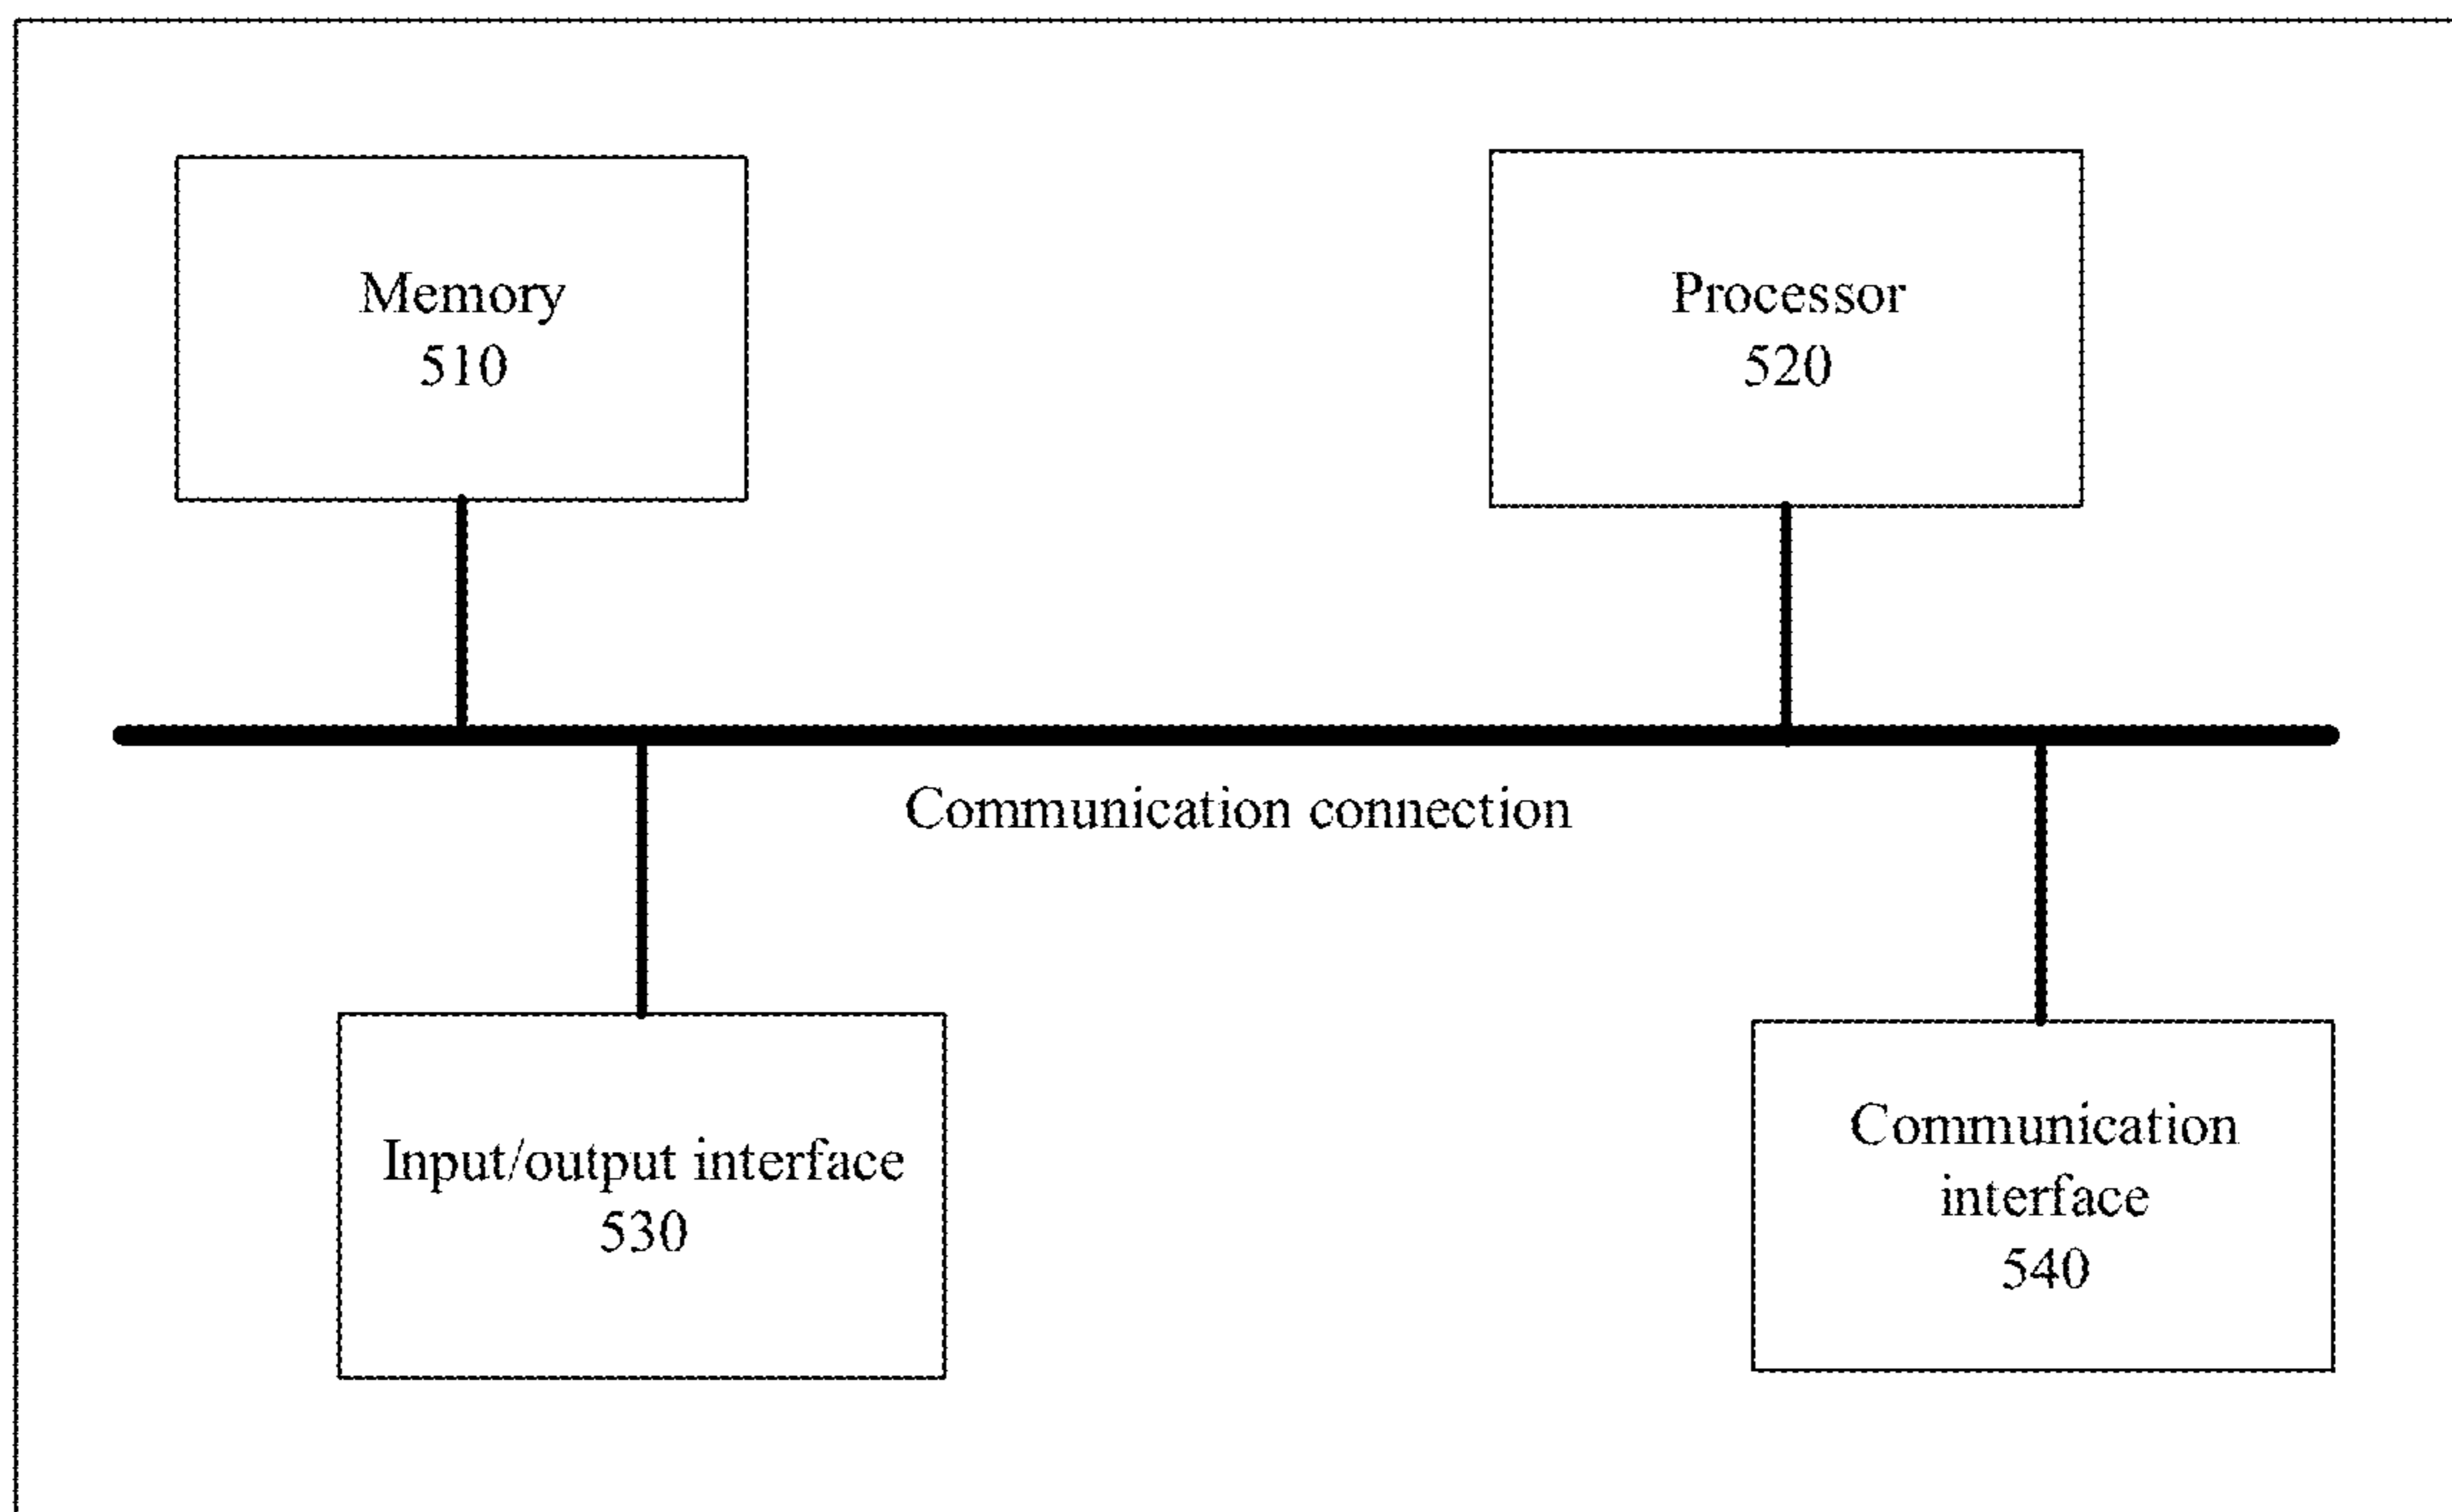 Memory
510
Processor
520
Communication connection
Input/output interface
530
Communication
interface
540